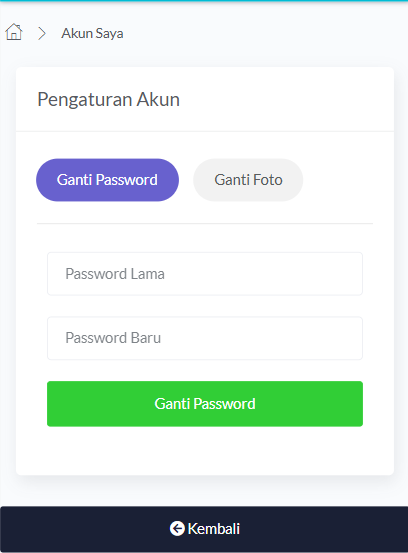 Akun Saya
Pengaturan Akun
Ganti Password
Ganti Foto
Password Lama
Password Baru
Ganti Password
Kembali